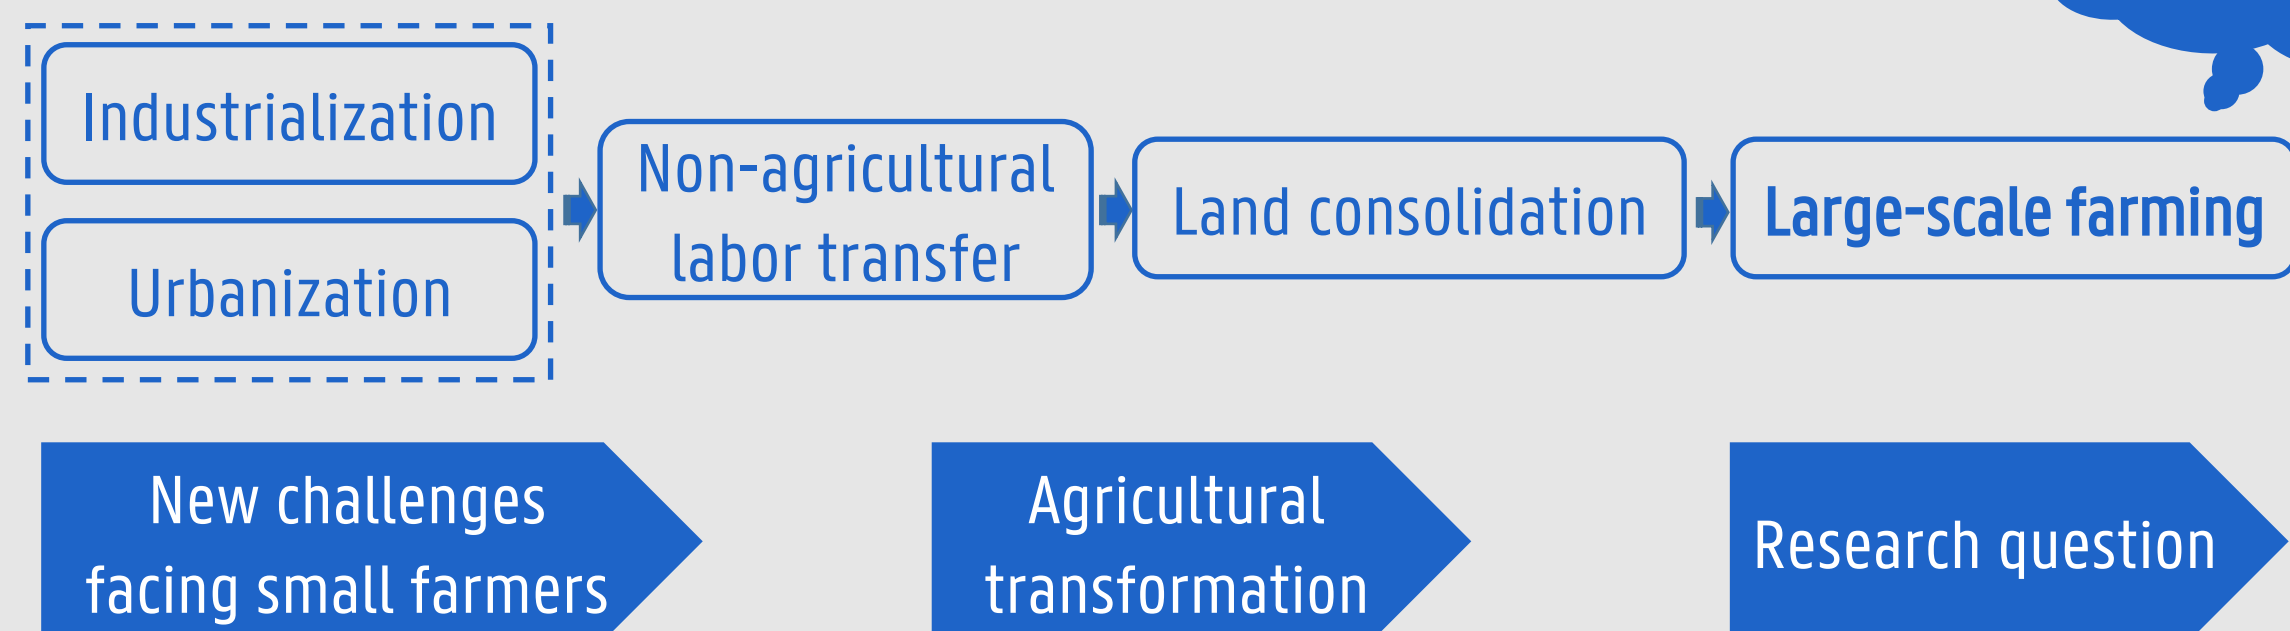 Industrialization
Urbanization
Non-agricultural
labor transfer
Land consolidation
Large-scale farming
New challenges
facing small farmers
Agricultural
transformation
Research question